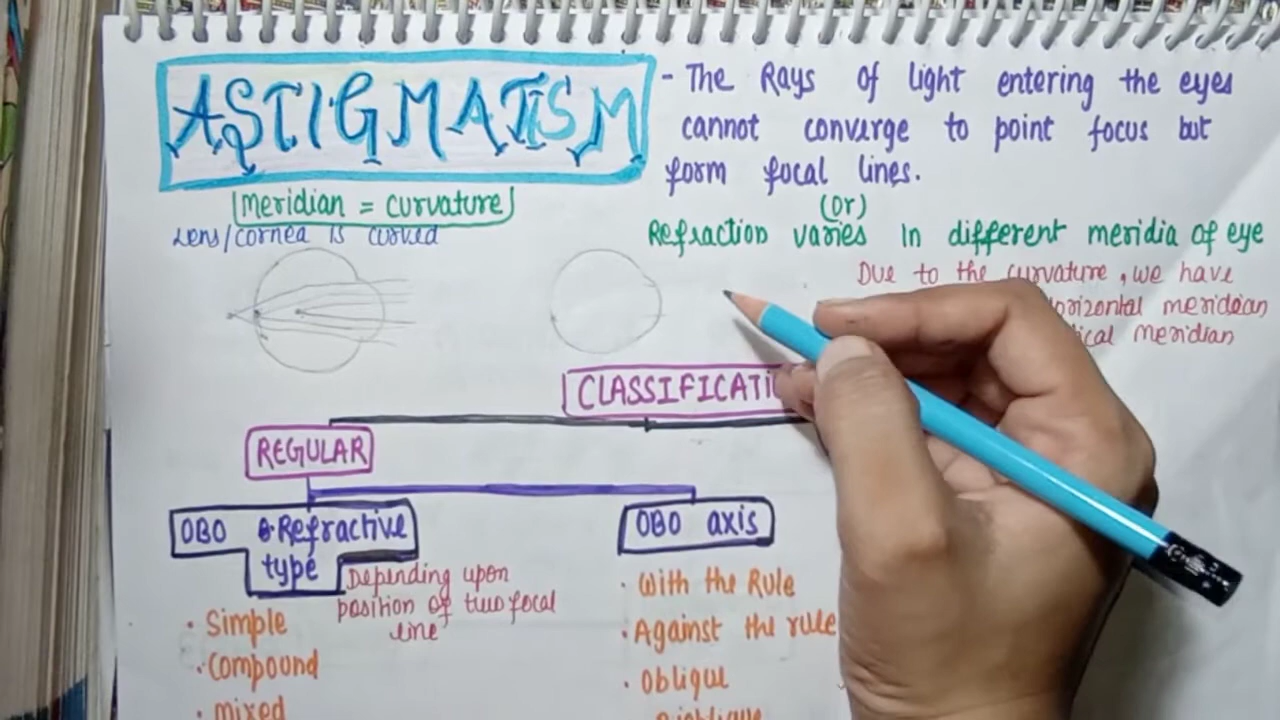 ASTIGMATISM
- The Rays of light entering the eyes
cannot converge to point focus but
form focal lines.
(Or)
Meridian = curvature
Lens/cornea is curved
Refraction varies in different meridia of eye
Due to the curvature, we have
meridian
Meridian
CLASSIFICATI
REGULAR
OBO Refractive
type
OBO axis
Depending upon
position of two focal
line
• With the Rule
• Against the rule
• Oblique
• Simple
• Compound
• Mixed